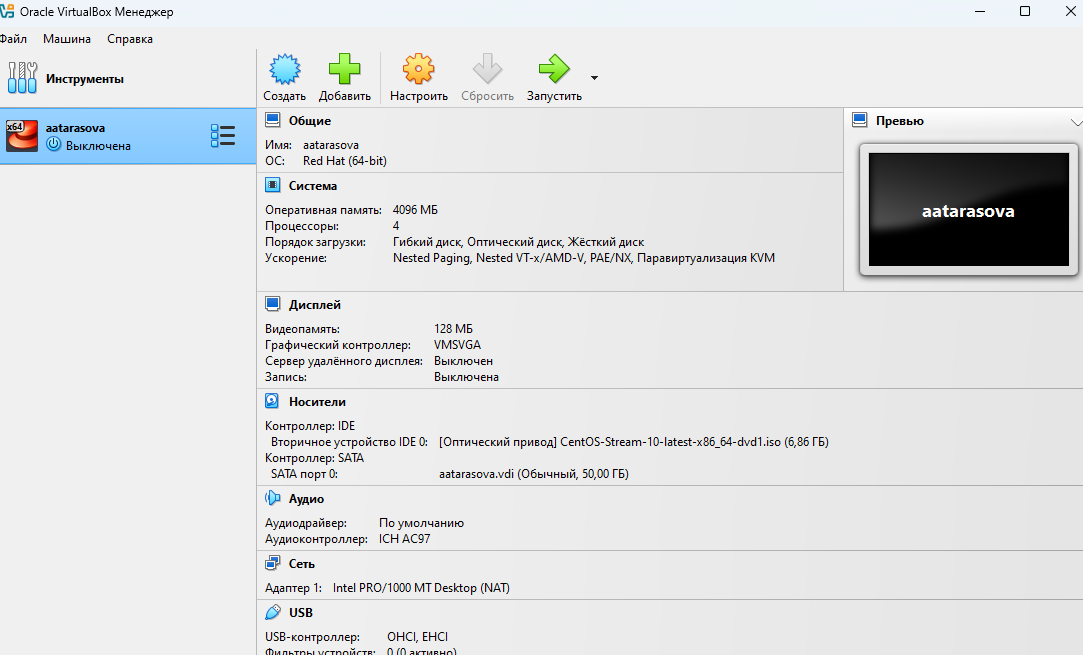 Oracle VirtualBox Менеджер
Файл Машина Справка
Инструменты
Создать Добавить Настроить Сбросить Запустить
x64
aatarasova
Выключена
Общие
Имя: aatarasova
ОС: Red Hat (64-bit)
Система
Оперативная память: 4096 МБ
Процессоры: 4
Порядок загрузки: Гибкий диск, Оптический диск, Жёсткий диск
Ускорение: Nested Paging, Nested VT-x/AMD-V, PAE/NX, Паравиртуализация KVM
Превью
aatarasova
Дисплей
Видеопамять: 128 МБ
Графический контроллер: VMSVGA
Сервер удалённого дисплея: Выключен
Запись: Выключена
Носители
Контроллер: IDE
Вторичное устройство IDE 0: [Оптический привод] CentOS-Stream-10-latest-x86_64-dvd1.iso (6,86 ГБ)
Контроллер: SATA
SATA порт 0: aatarasova.vdi (Обычный, 50,00 ГБ)
Аудио
Аудиодрайвер: По умолчанию
Аудиоконтроллер: ICH AC97
Сеть
Адаптер 1: Intel PRO/1000 MT Desktop (NAT)
USB
USB-контроллер: OHCI, EHCI
Фильтры устройств: 0 (0 активно)